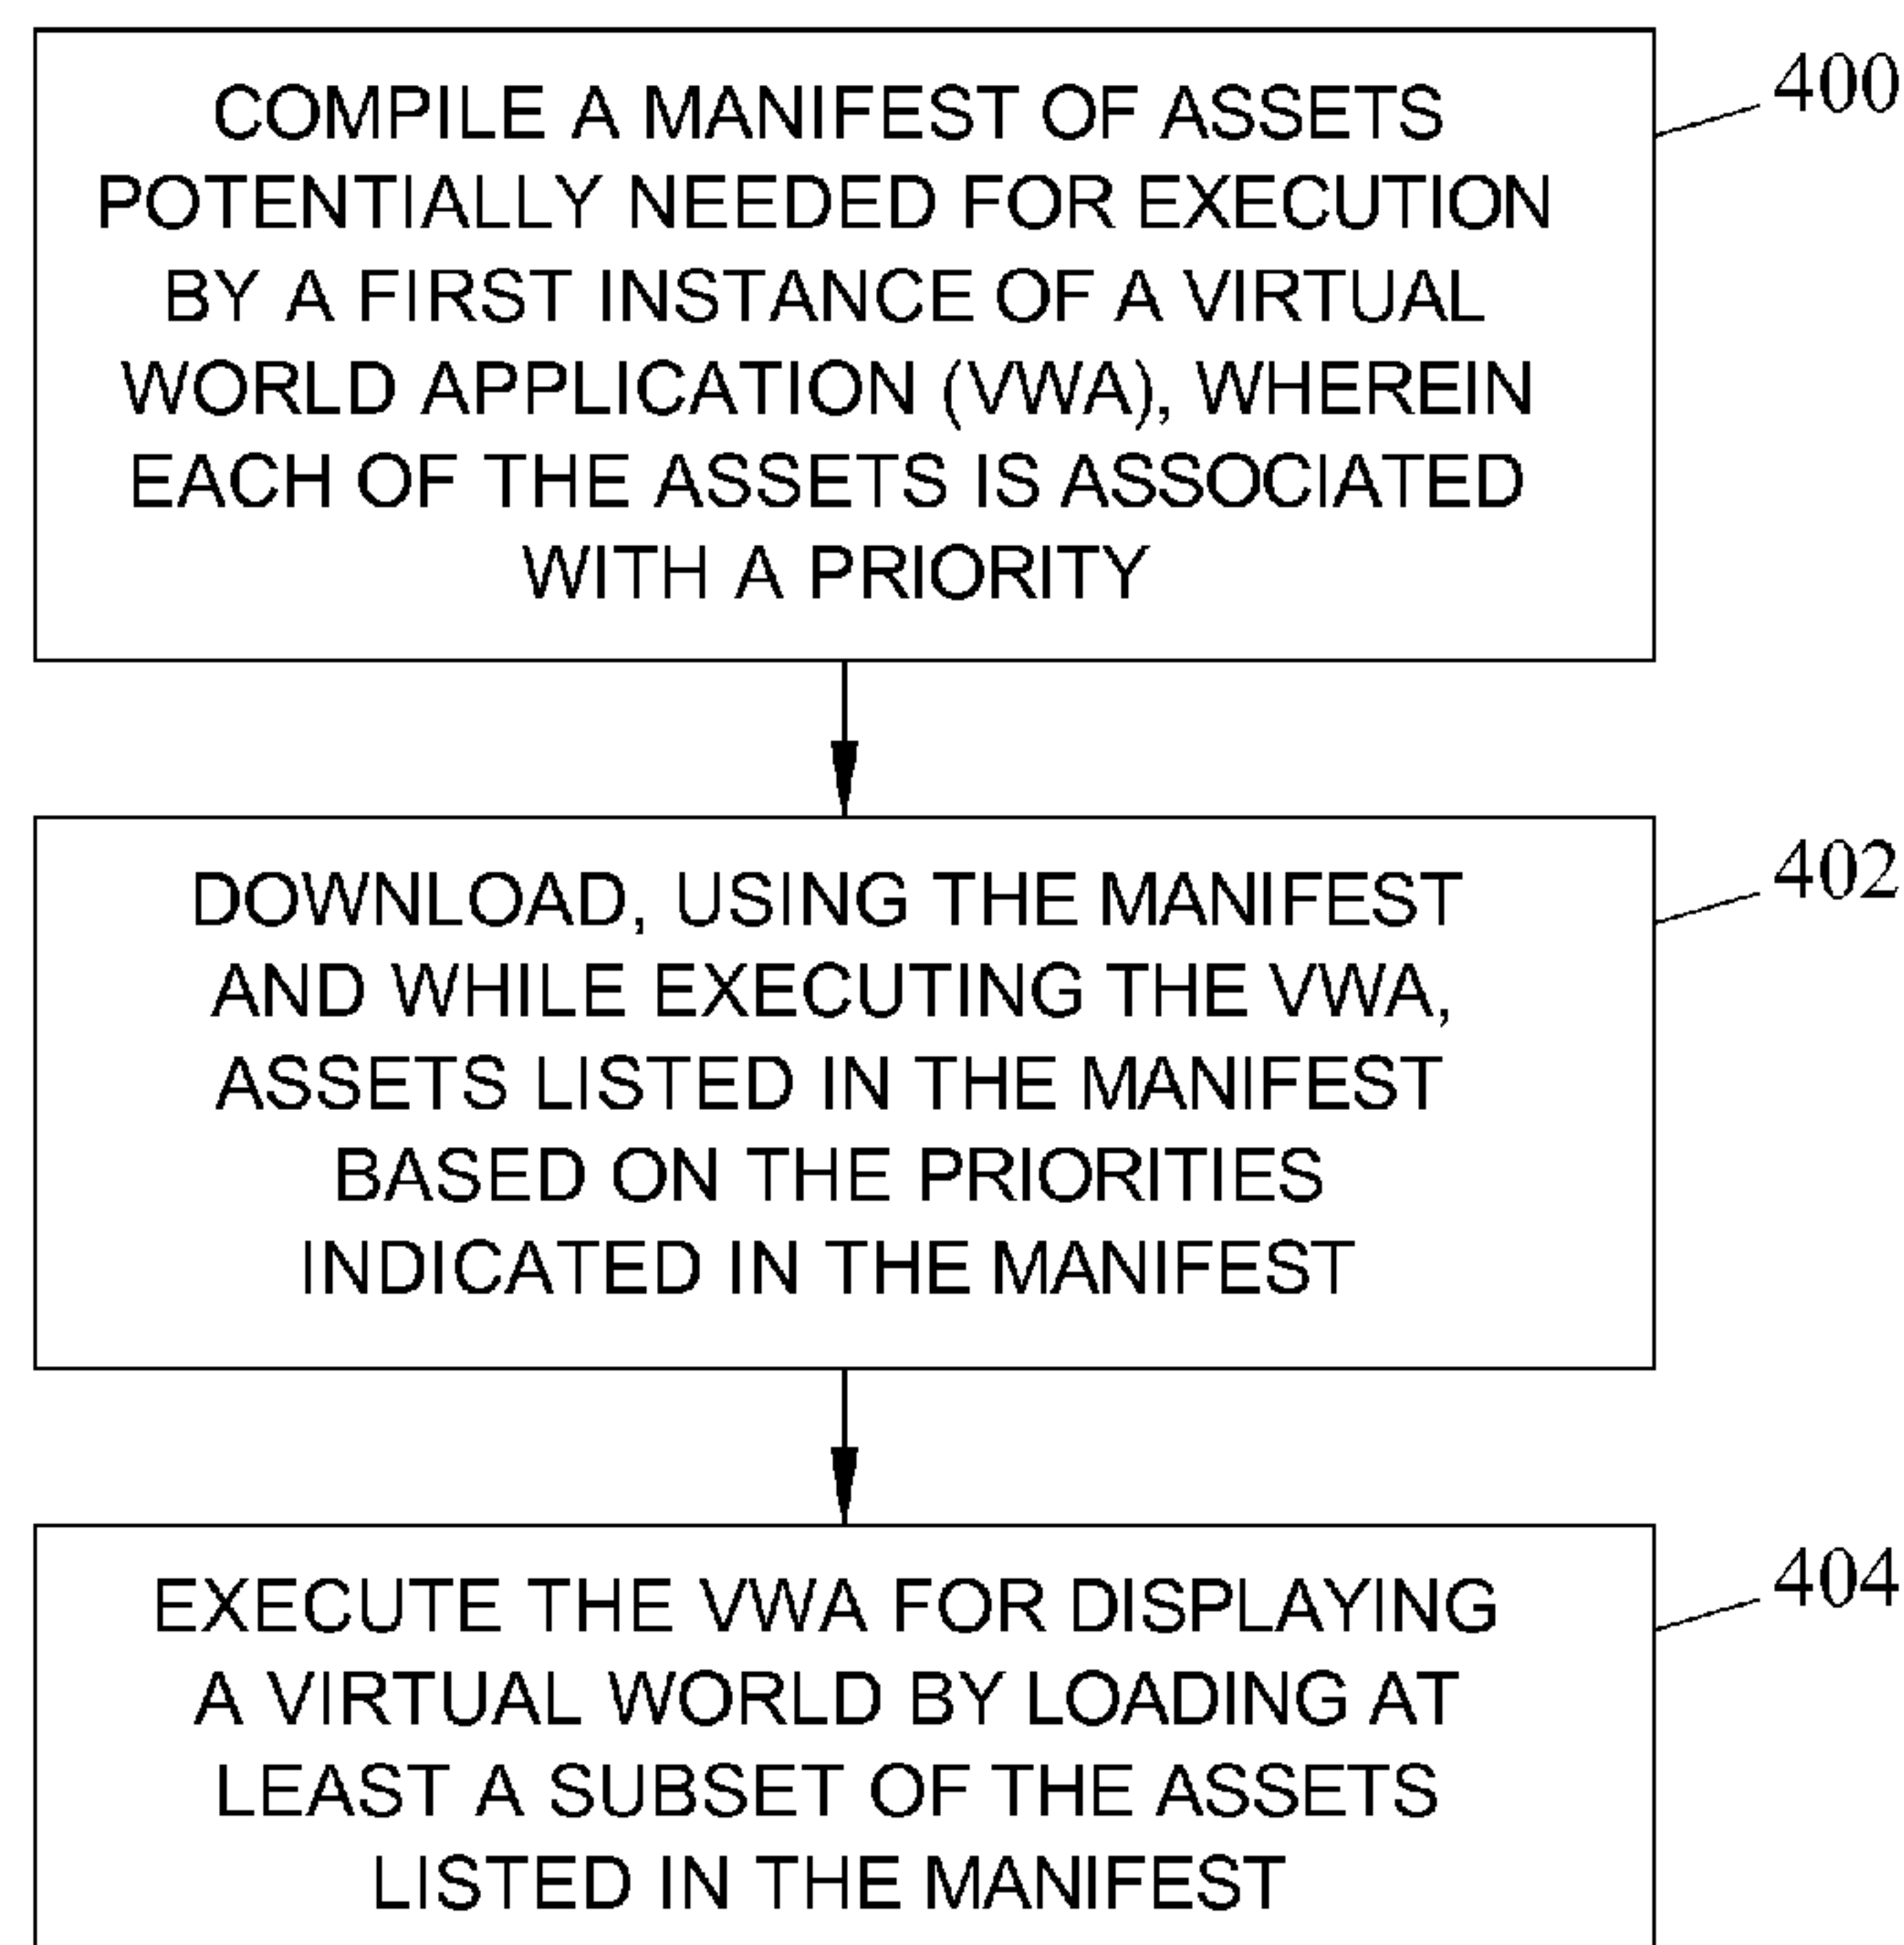 COMPILE A MANIFEST OF ASSETS
POTENTIALLY NEEDED FOR EXECUTION
BY A FIRST INSTANCE OF A VIRTUAL
WORLD APPLICATION (VWA), WHEREIN
EACH OF THE ASSETS IS ASSOCIATED
WITH A PRIORITY
400
DOWNLOAD, USING THE MANIFEST
AND WHILE EXECUTING THE VWA,
ASSETS LISTED IN THE MANIFEST
BASED ON THE PRIORITIES
INDICATED IN THE MANIFEST
402
EXECUTE THE VWA FOR DISPLAYING
A VIRTUAL WORLD BY LOADING AT
LEAST A SUBSET OF THE ASSETS
LISTED IN THE MANIFEST
404